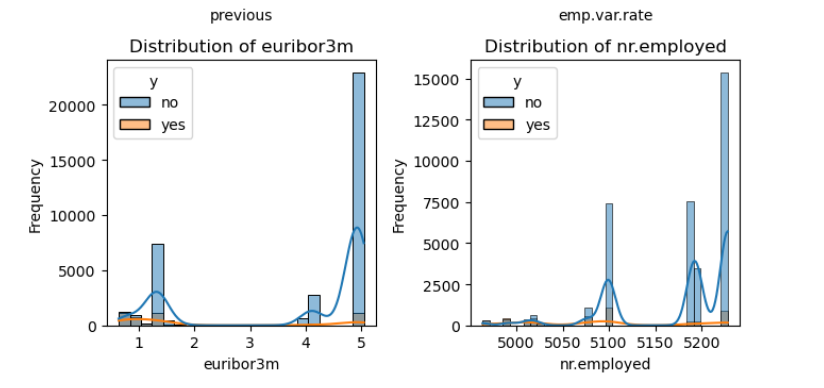 previous
emp.var.rate
Distribution of euribor3m
Distribution of nr.employed
y
no
yes
y
no
yes
20000
15000
10000
5000
0
Frequency
15000
12500
10000
7500
5000
2500
0
Frequency
1 2 3 4 5
5000 5050 5100 5150 5200
euribor3m
nr.employed